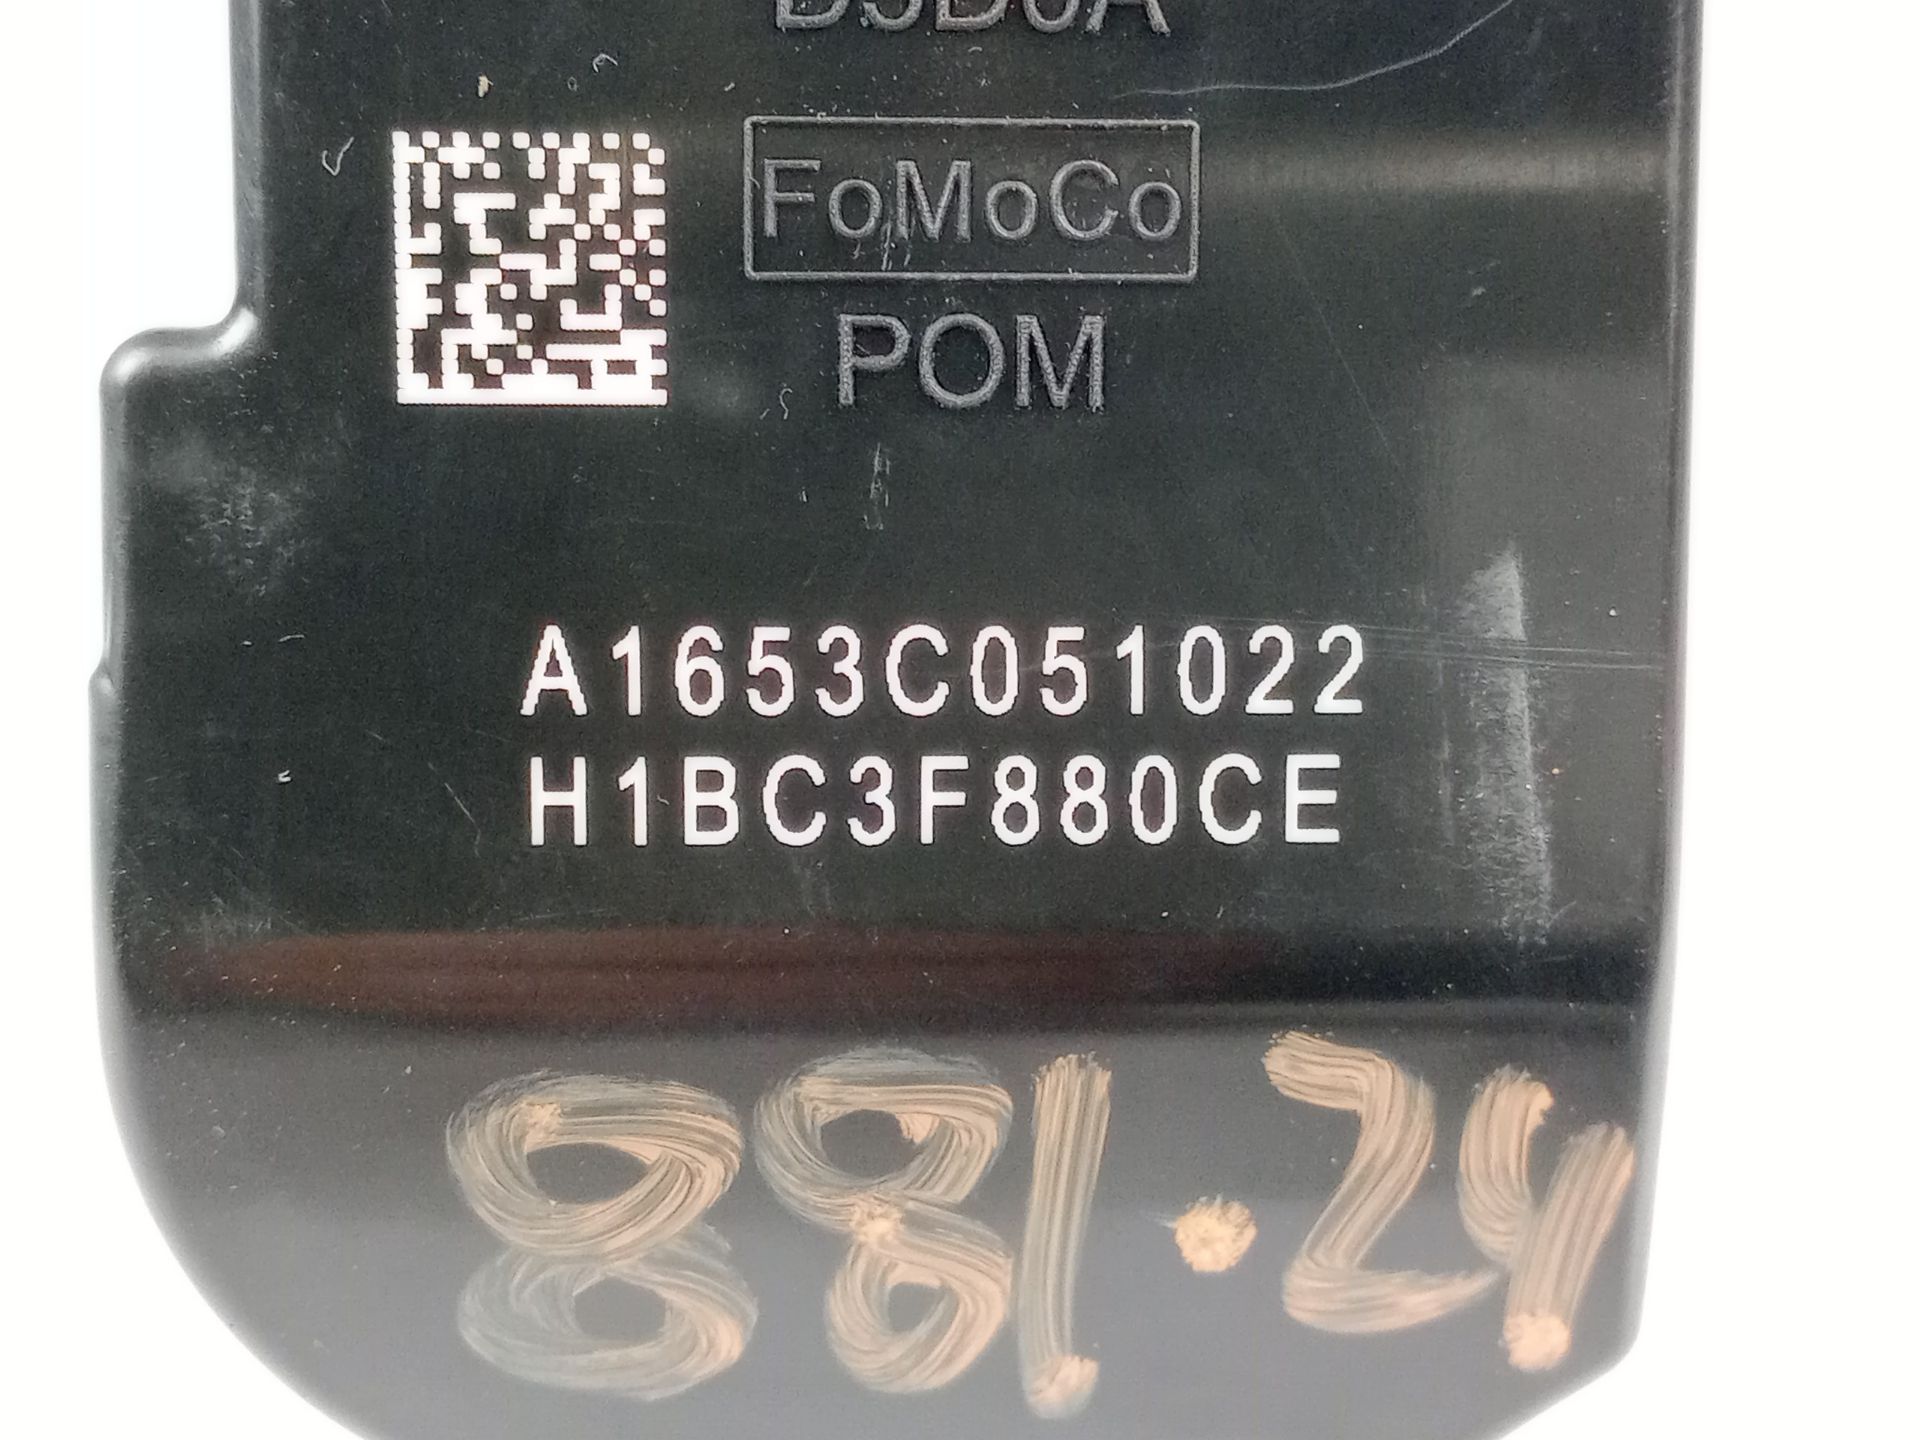 FoMoCo
POM
A1653C051022
H1BC3F880CE
881.24